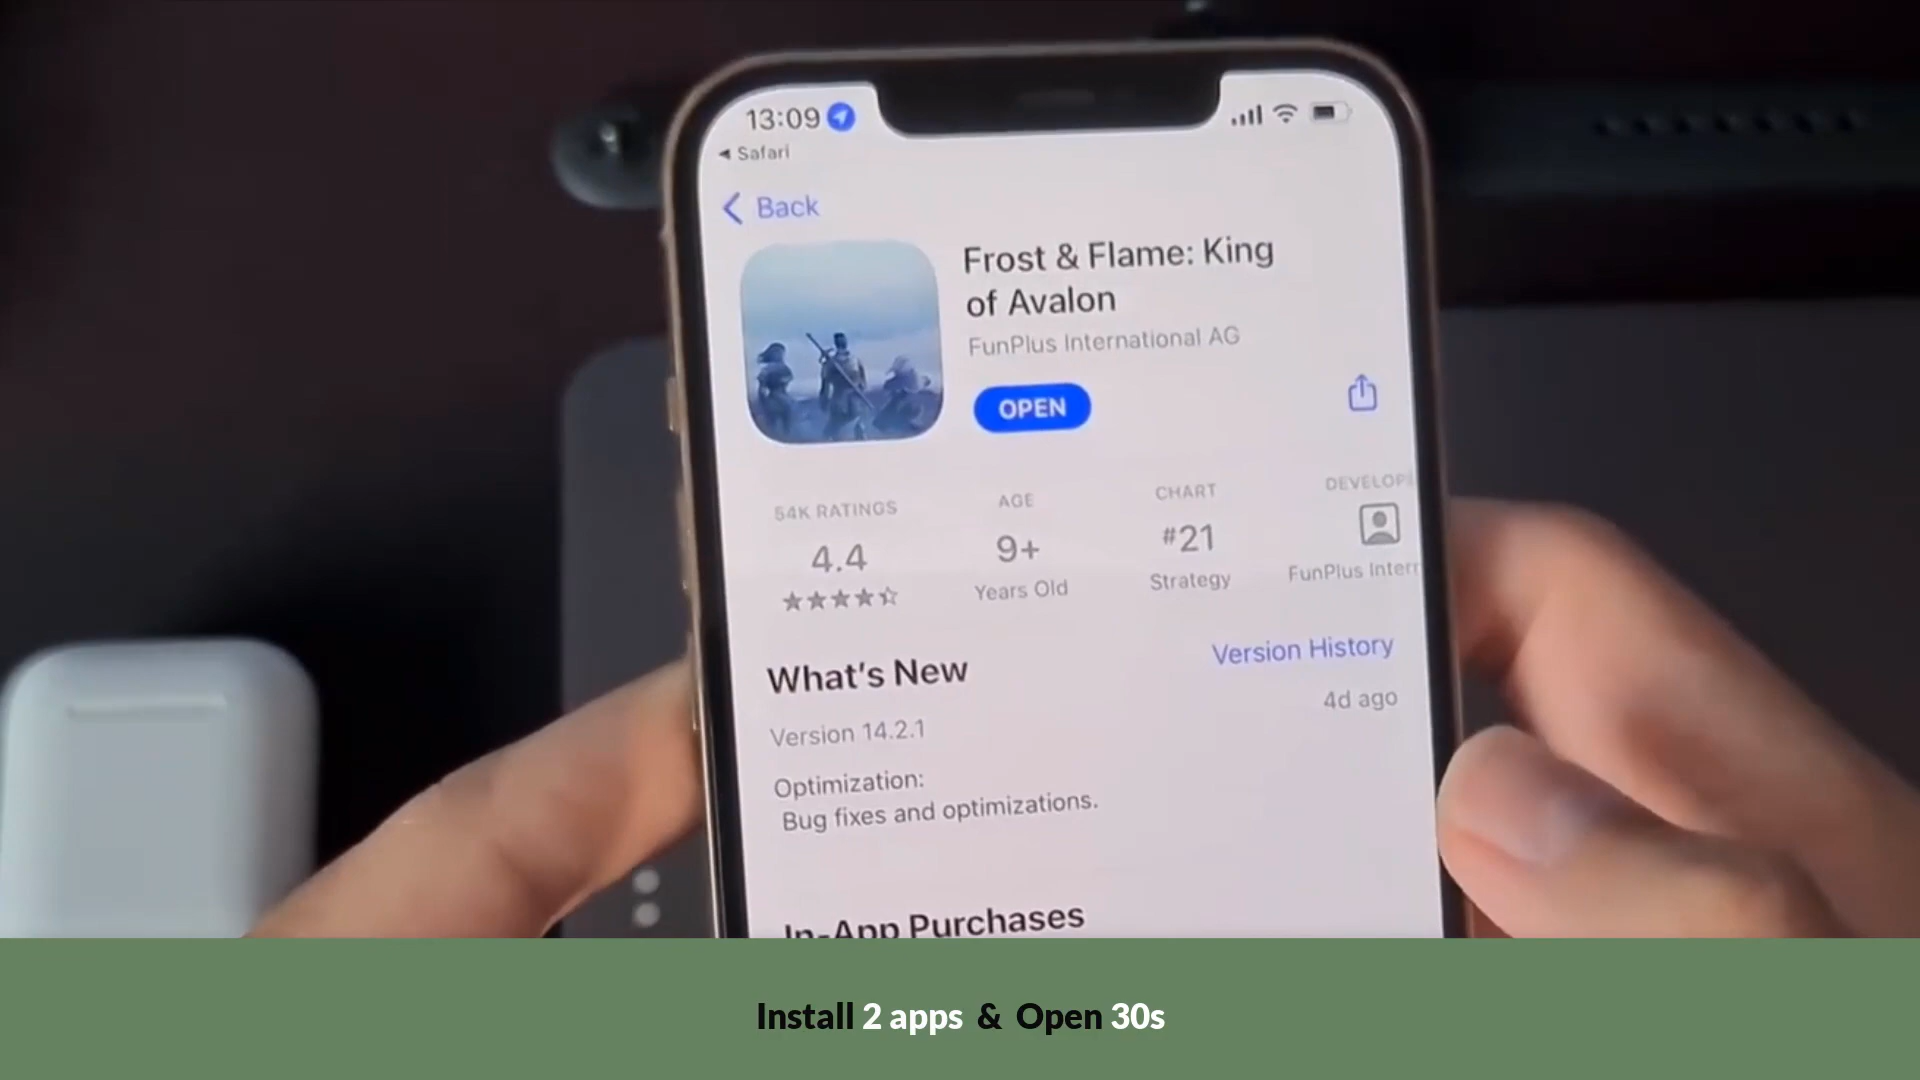 13:09
Safari
Back
Frost & Flame: King
of Avalon
FunPlus International AG
OPEN
54K RATINGS
AGE
CHART
DEVELOP
4.4
9+
#21
Years Old
Strategy
FunPlus Intern
What's New
Version History
Version 14.2.1
4d ago
Optimization:
Bug fixes and optimizations.
In-App Purchases
Install 2 apps & Open 30s